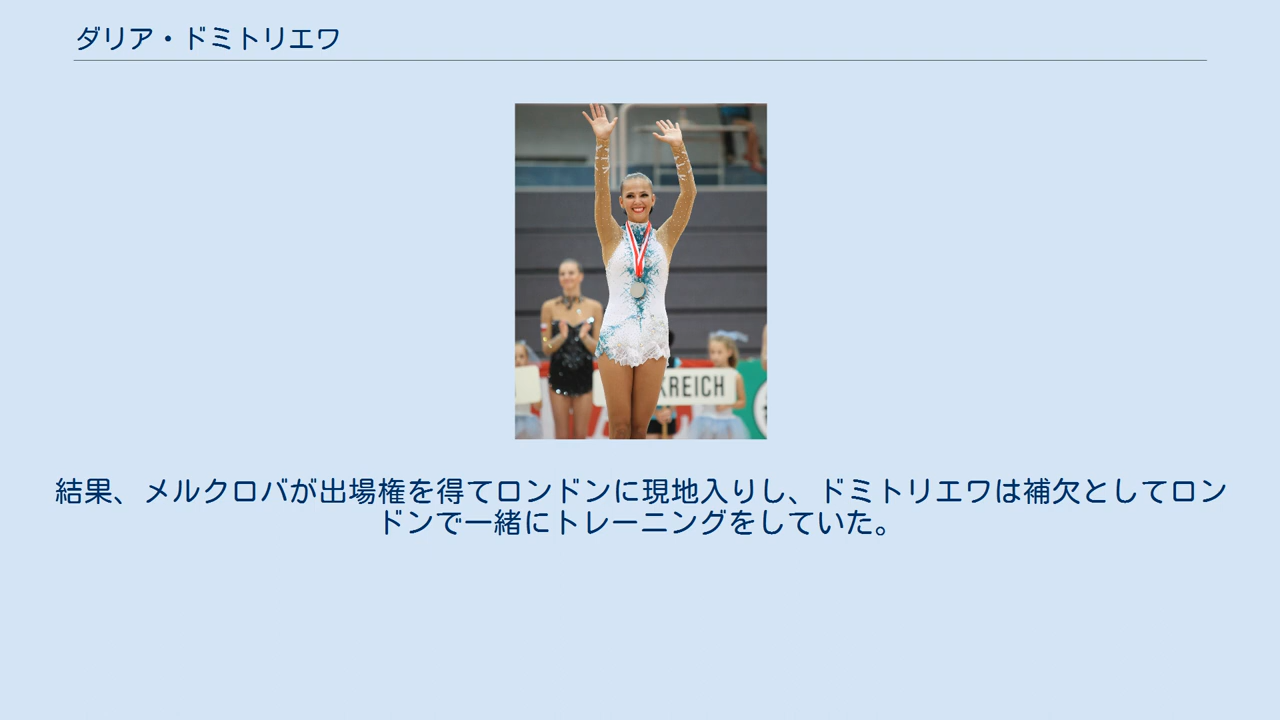 ダリア・ドミトリエワ
KREICH
結果、メルクロバが出場権を得てロンドンに現地入りし、ドミトリエワは補欠としてロン
ドンで一緒にトレーニングをしていた。